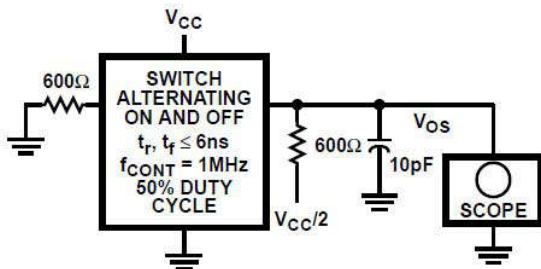 VCC
600Ω
SWITCH
ALTERNATING
ON AND OFF
tr, tf ≤ 6ns
fCONT = 1MHz
50% DUTY
CYCLE
VOS
600Ω
10pF
VCC/2
SCOPE